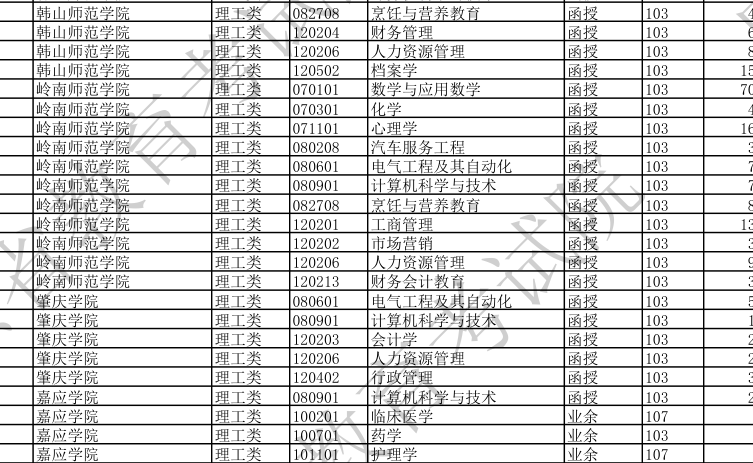 韩山师范学院 理工类 082708 烹饪与营养教育 函授 103 4
韩山师范学院 理工类 120204 财务管理 函授 103 6
韩山师范学院 理工类 120206 人力资源管理 函授 103 8
韩山师范学院 理工类 120502 档案学 函授 103 15
岭南师范学院 理工类 070101 数学与应用数学 函授 103 70
岭南师范学院 理工类 070301 化学 函授 103 4
岭南师范学院 理工类 071101 心理学 函授 103 16
岭南师范学院 理工类 080208 汽车服务工程 函授 103 3
岭南师范学院 理工类 080601 电气工程及其自动化 函授 103 7
岭南师范学院 理工类 080901 计算机科学与技术 函授 103 7
岭南师范学院 理工类 082708 烹饪与营养教育 函授 103 8
岭南师范学院 理工类 120201 工商管理 函授 103 13
岭南师范学院 理工类 120202 市场营销 函授 103 3
岭南师范学院 理工类 120206 人力资源管理 函授 103 9
岭南师范学院 理工类 120213 财务会计教育 函授 103 3
肇庆学院 理工类 080601 电气工程及其自动化 函授 103 5
肇庆学院 理工类 080901 计算机科学与技术 函授 103 1
肇庆学院 理工类 120203 会计学 函授 103 2
肇庆学院 理工类 120206 人力资源管理 函授 103 2
肇庆学院 理工类 120402 行政管理 函授 103 3
嘉应学院 理工类 080901 计算机科学与技术 函授 103 2
嘉应学院 理工类 100201 临床医学 业余 107
嘉应学院 理工类 100701 药学 业余 103
嘉应学院 理工类 101101 护理学 业余 107
省教育考试
教育考试院